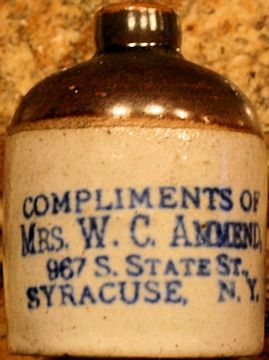 COMPLIMENTS OF
MRS. W. C. AMMEND,
967 S. STATE ST.,
SYRACUSE, N. Y.